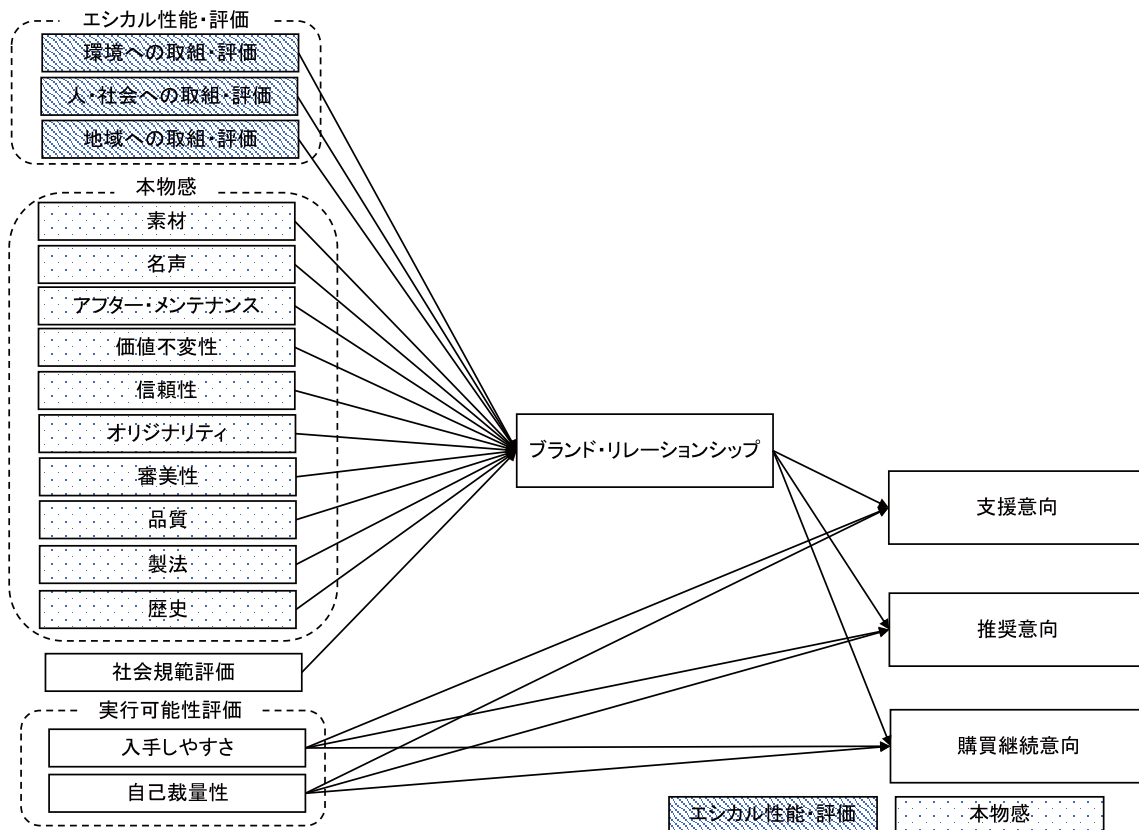 エシカル性能・評価
環境への取組・評価
人・社会への取組・評価
地域への取組・評価
本物感
素材
名声
アフター・メンテナンス
価値不変性
信頼性
オリジナリティ
審美性
品質
製法
歴史
社会規範評価
実行可能性評価
入手しやすさ
自己裁量性
ブランド・リレーションシップ
支援意向
推奨意向
購買継続意向
エシカル性能・評価
本物感